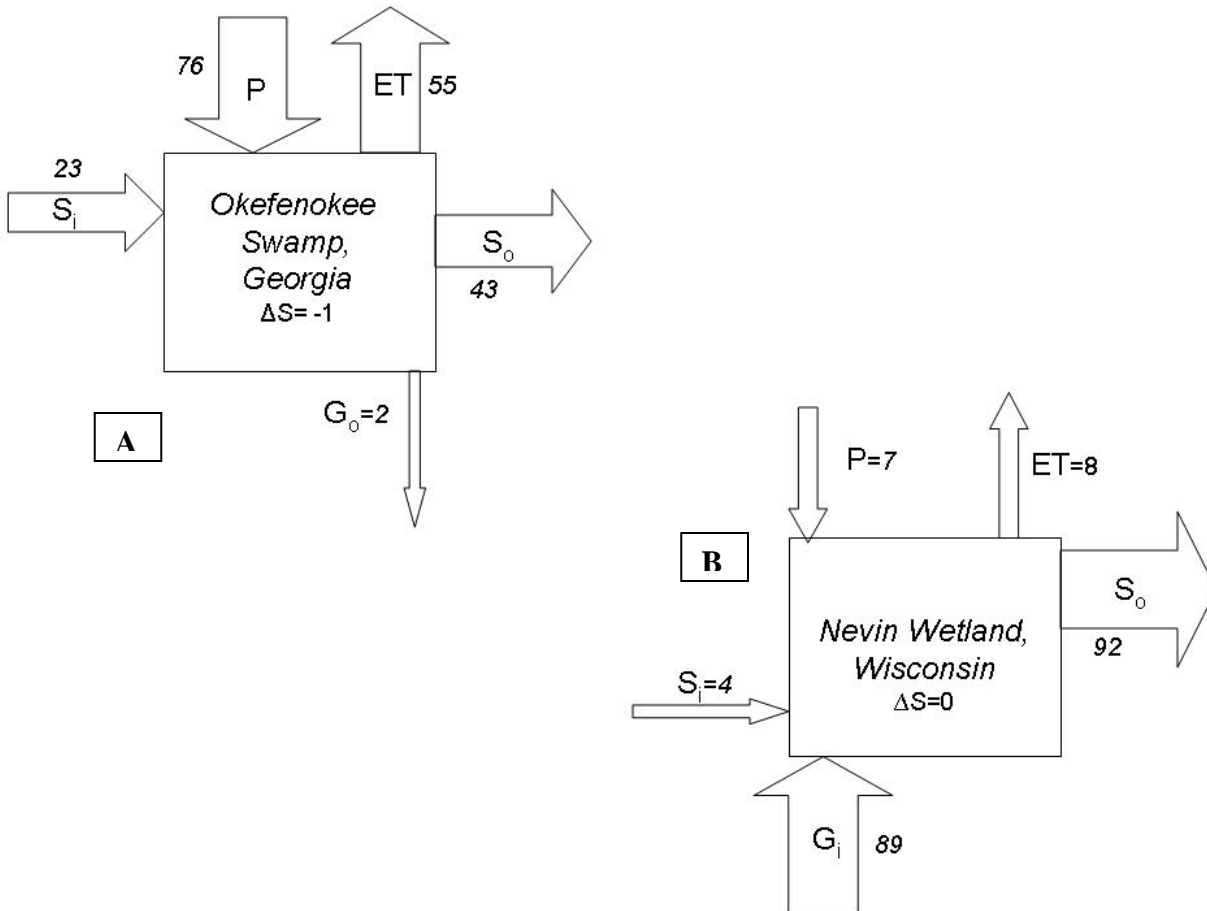 76
P
ET
55
23
Si
Okefenokee
Swamp,
Georgia
ΔS= -1
So
43
Go=2
A
P=7
ET=8
B
So
92
Nevin Wetland,
Wisconsin
ΔS=0
Si=4
Gi
89